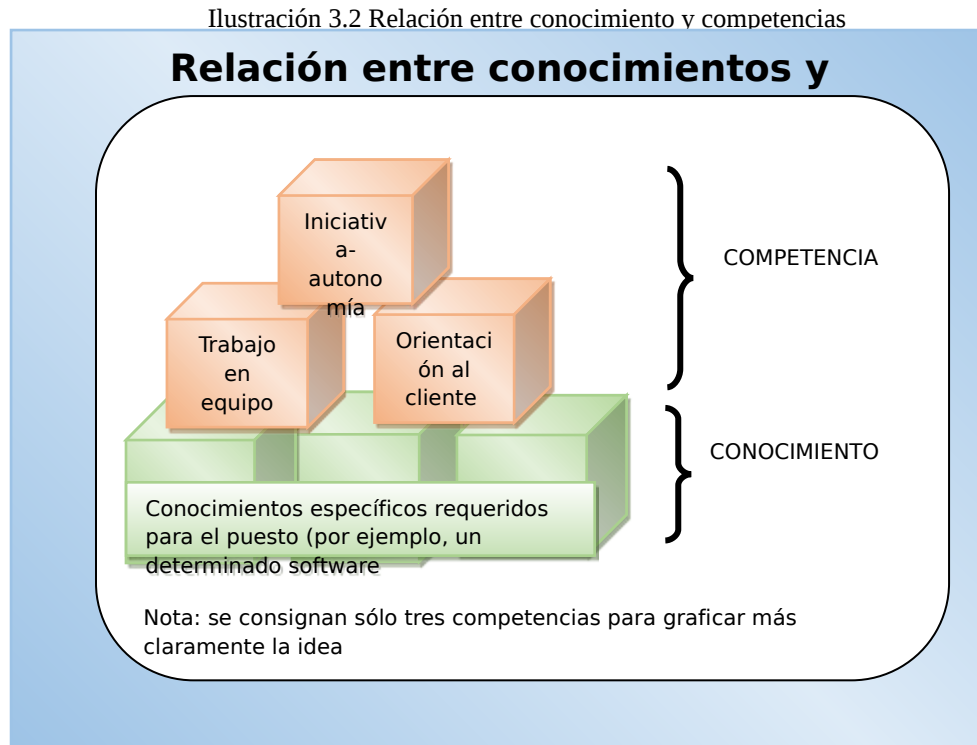 Ilustración 3.2 Relación entre conocimiento y competencias
Relación entre conocimientos y
Iniciativ
a-
autono
mía
Trabajo
en
equipo
Orientaci
ón al
cliente
COMPETENCIA
CONOCIMIENTO
Conocimientos específicos requeridos
para el puesto (por ejemplo, un
determinado software
Nota: se consignan sólo tres competencias para graficar más
claramente la idea